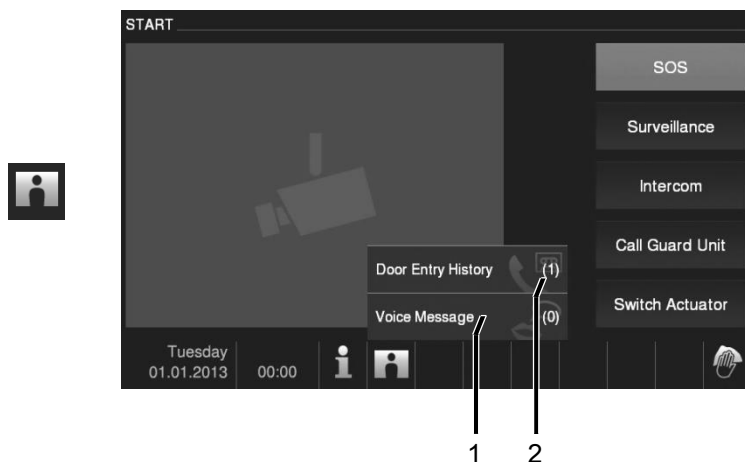 START
SOS
Surveillance
Intercom
Call Guard Unit
Switch Actuator
Door Entry History (1)
Voice Message (0)
Tuesday
01.01.2013 00:00
1 2